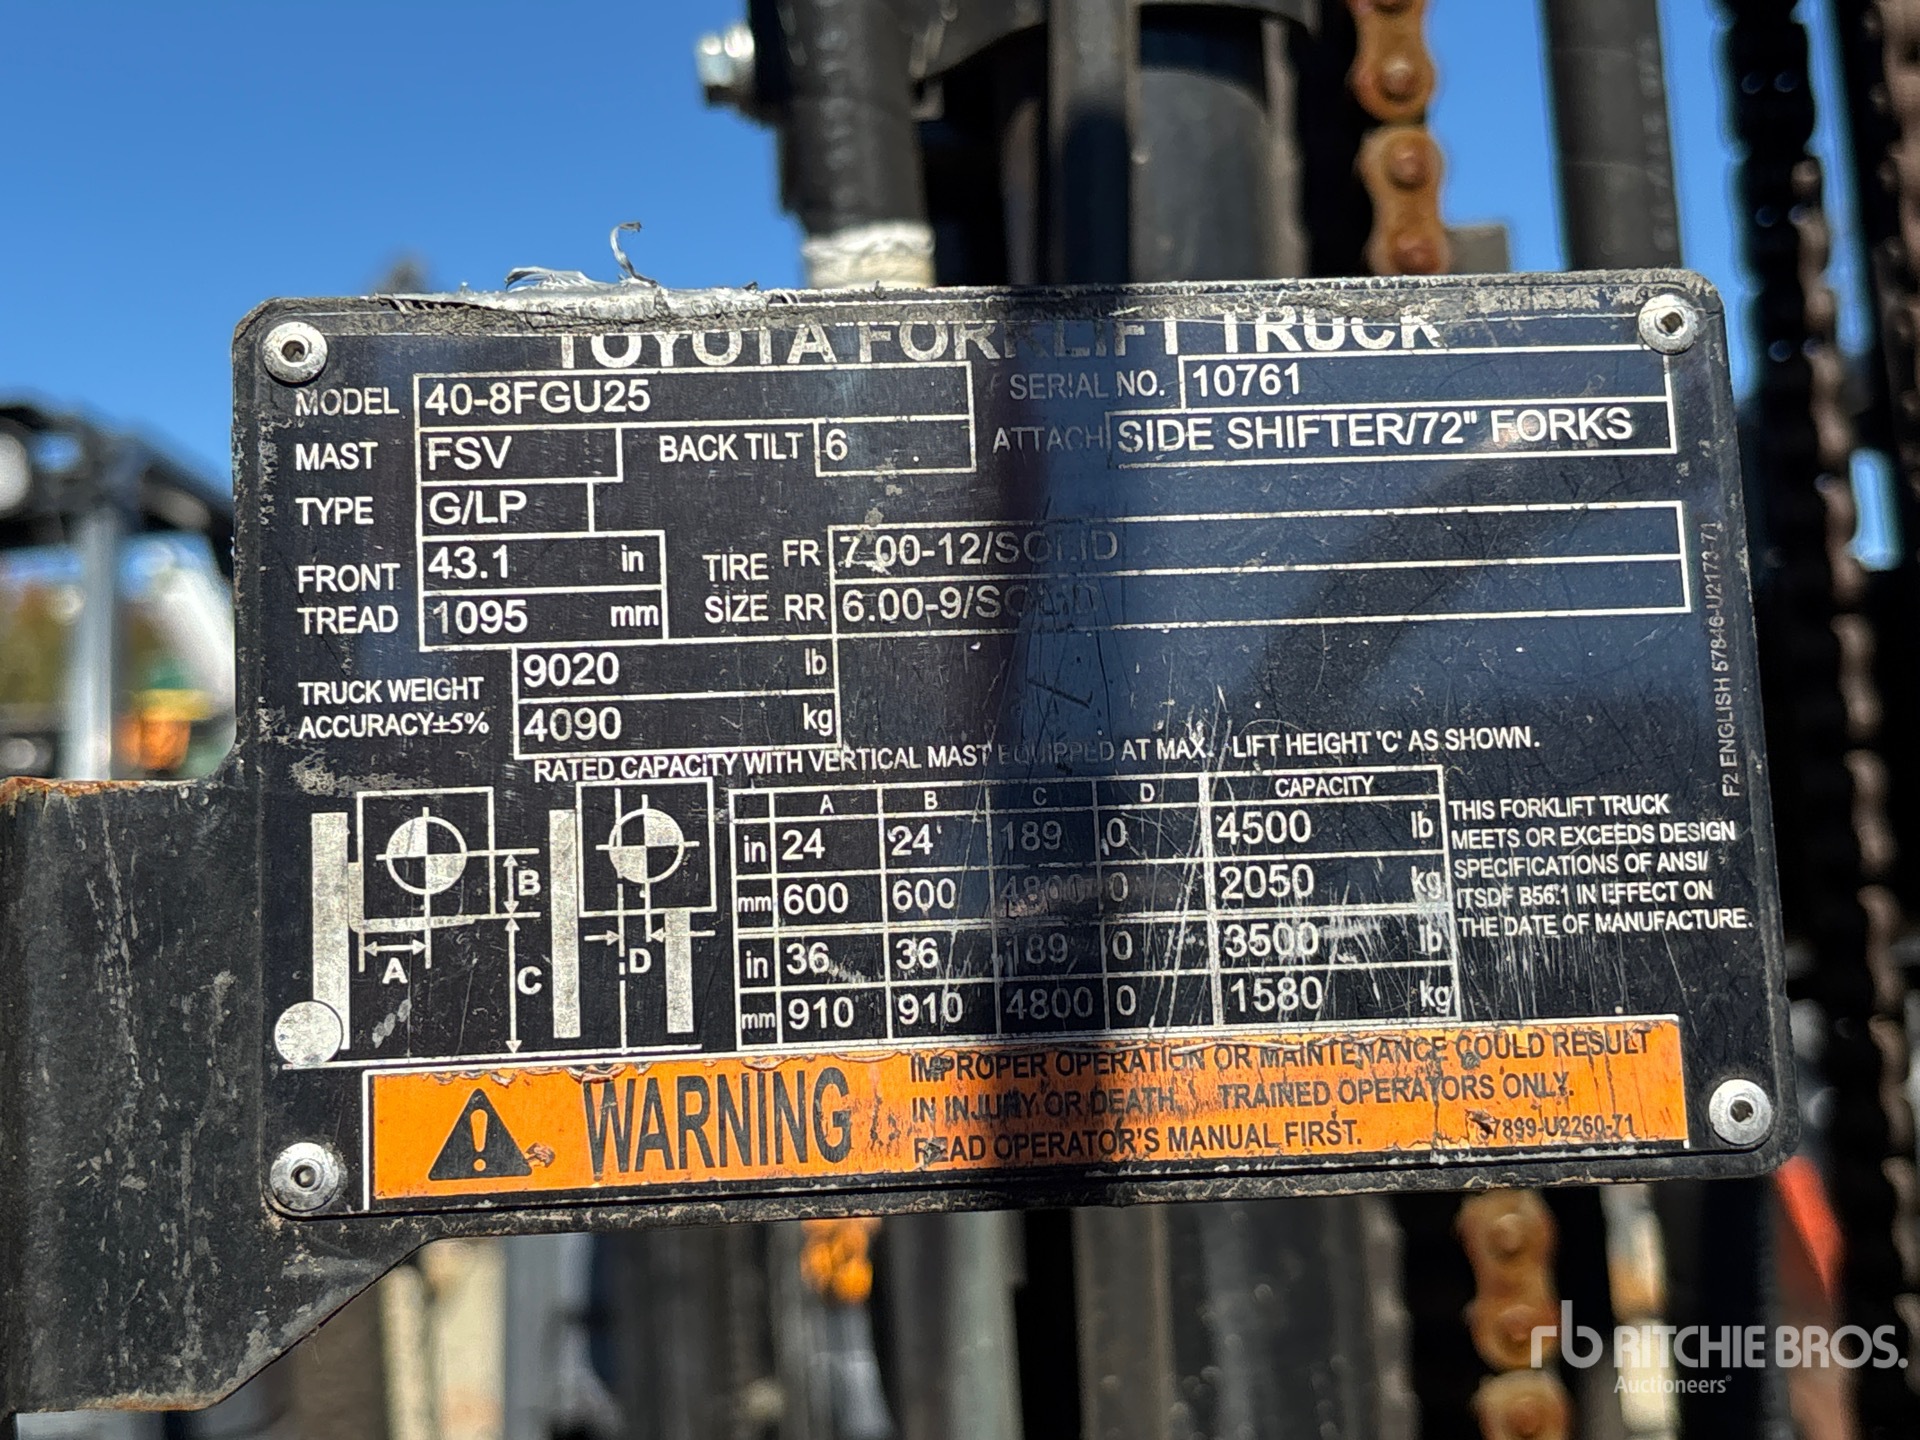 TOYOTA FORKLIFT TRUCK
MODEL 40-8FGU25 SERIAL NO. 10761
MAST FSV BACK TILT 6 ATTACH SIDE SHIFTER/72" FORKS
TYPE G/LP
FRONT TREAD 43.1 in TIRE SIZE FR 7.00-12/SOLID
1095 mm RR 6.00-9/SOLID
TRUCK WEIGHT 9020 lb
ACCURACY±5% 4090 kg
RATED CAPACITY WITH VERTICAL MAST EQUIPPED AT MAX. LIFT HEIGHT 'C' AS SHOWN.
A B C D CAPACITY
in 24 24 189 0 4500 lb
mm 600 600 4800 0 2050 kg
in 36 36 189 0 3500 lb
mm 910 910 4800 0 1580 kg
B
A
C
D
THIS FORKLIFT TRUCK
MEETS OR EXCEEDS DESIGN
SPECIFICATIONS OF ANSI/
ITSDF B56.1 IN EFFECT ON
THE DATE OF MANUFACTURE.
F2 ENGLISH 57846-U2173-71
WARNING
IMPROPER OPERATION OR MAINTENANCE COULD RESULT
IN INJURY OR DEATH. TRAINED OPERATORS ONLY.
READ OPERATOR'S MANUAL FIRST. 57899-U2260-71
rb RITCHIE BROS.
Auctioneers